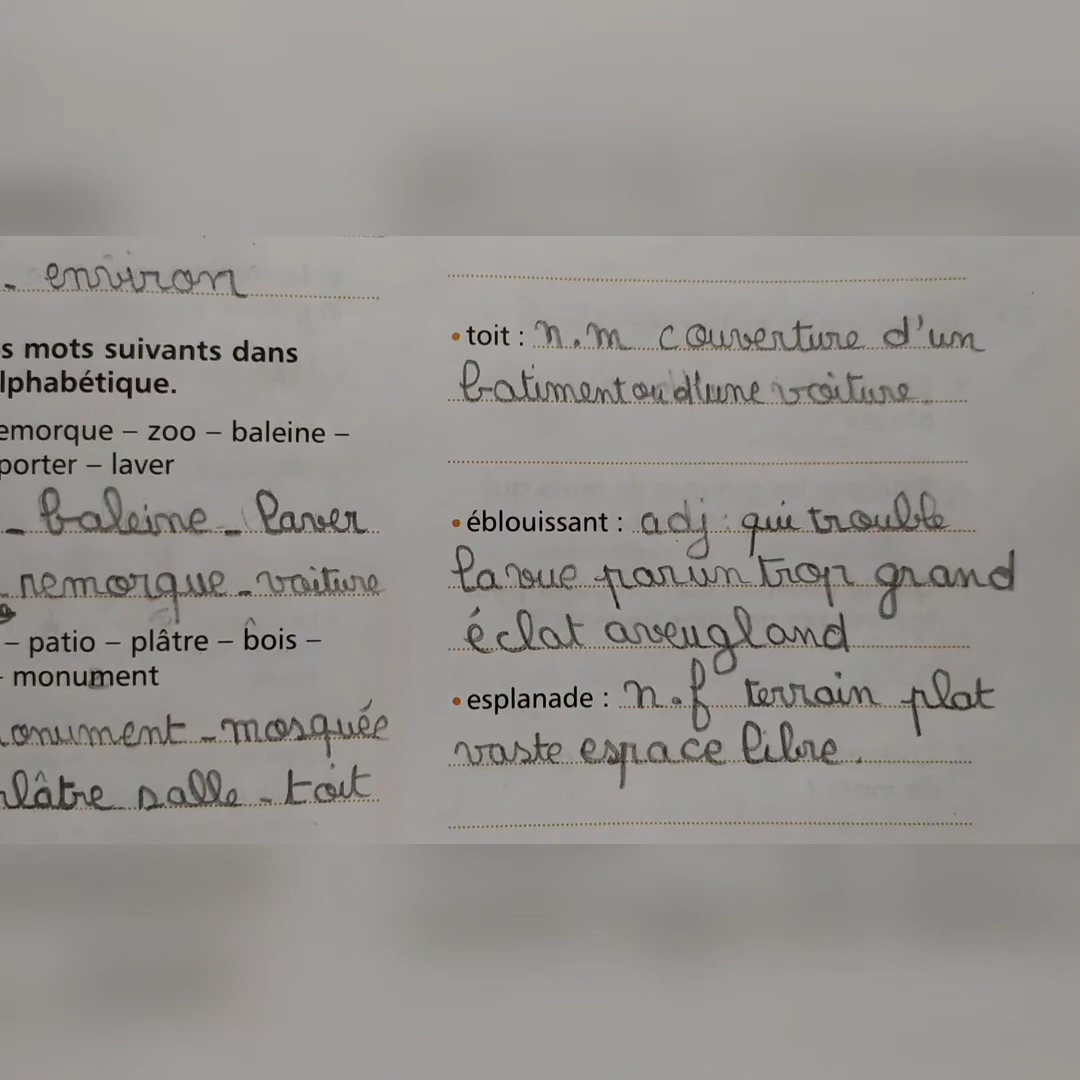 - environ
s mots suivants dans
lphabétique.
emorque – zoo – baleine –
porter – laver
- baleine - laver
- remorque - voiture
– patio – plâtre – bois –
- monument
onument - mosquée
lâtre salle - toit
• toit : n.m couverture d'un
batiment ou d'une voiture.
• éblouissant : adj : qui trouble
la vue par un trop grand
éclat aveugland
• esplanade : n.f terrain plat
vaste espace libre.